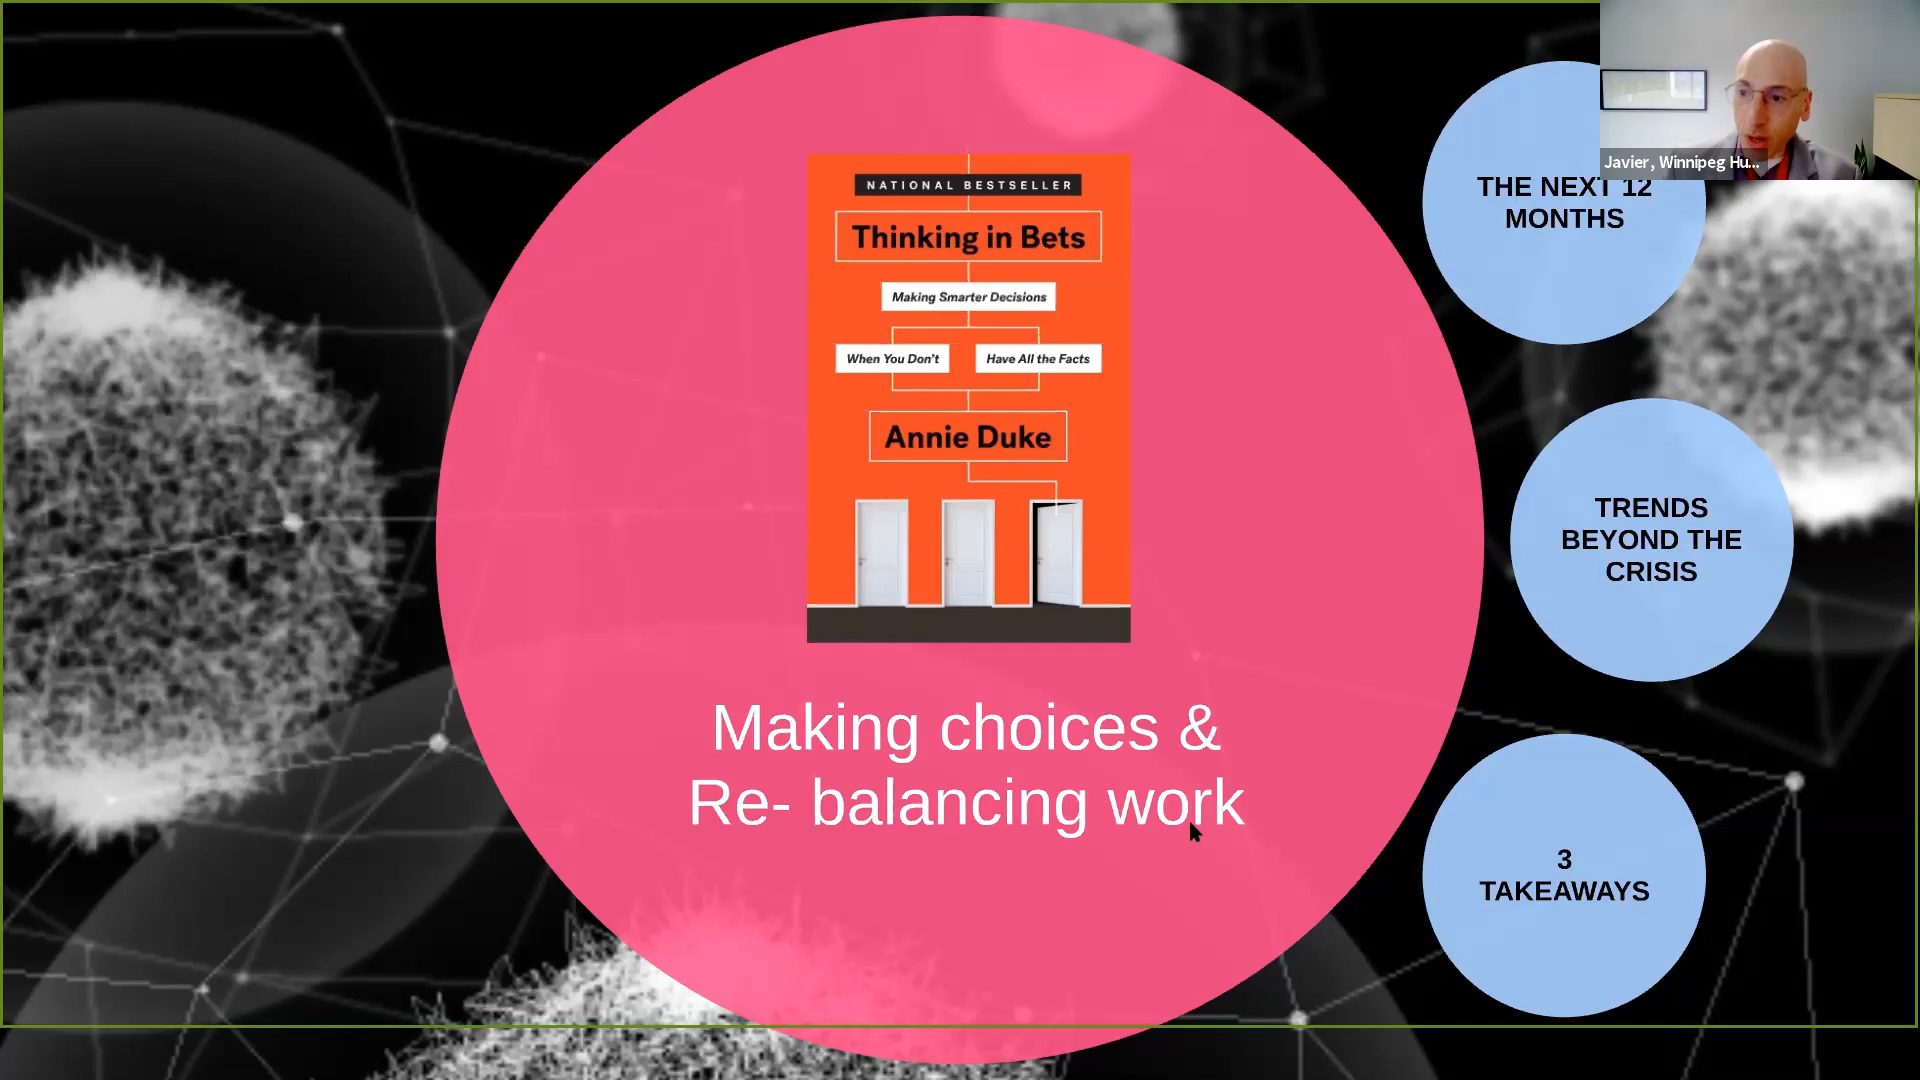 NATIONAL BESTSELLER
Thinking in Bets
Making Smarter Decisions
When You Don't
Have All the Facts
Annie Duke
Making choices &
Re- balancing work
THE NEXT 12
MONTHS
TRENDS
BEYOND THE
CRISIS
3
TAKEAWAYS
Javier, Winnipeg Hu...